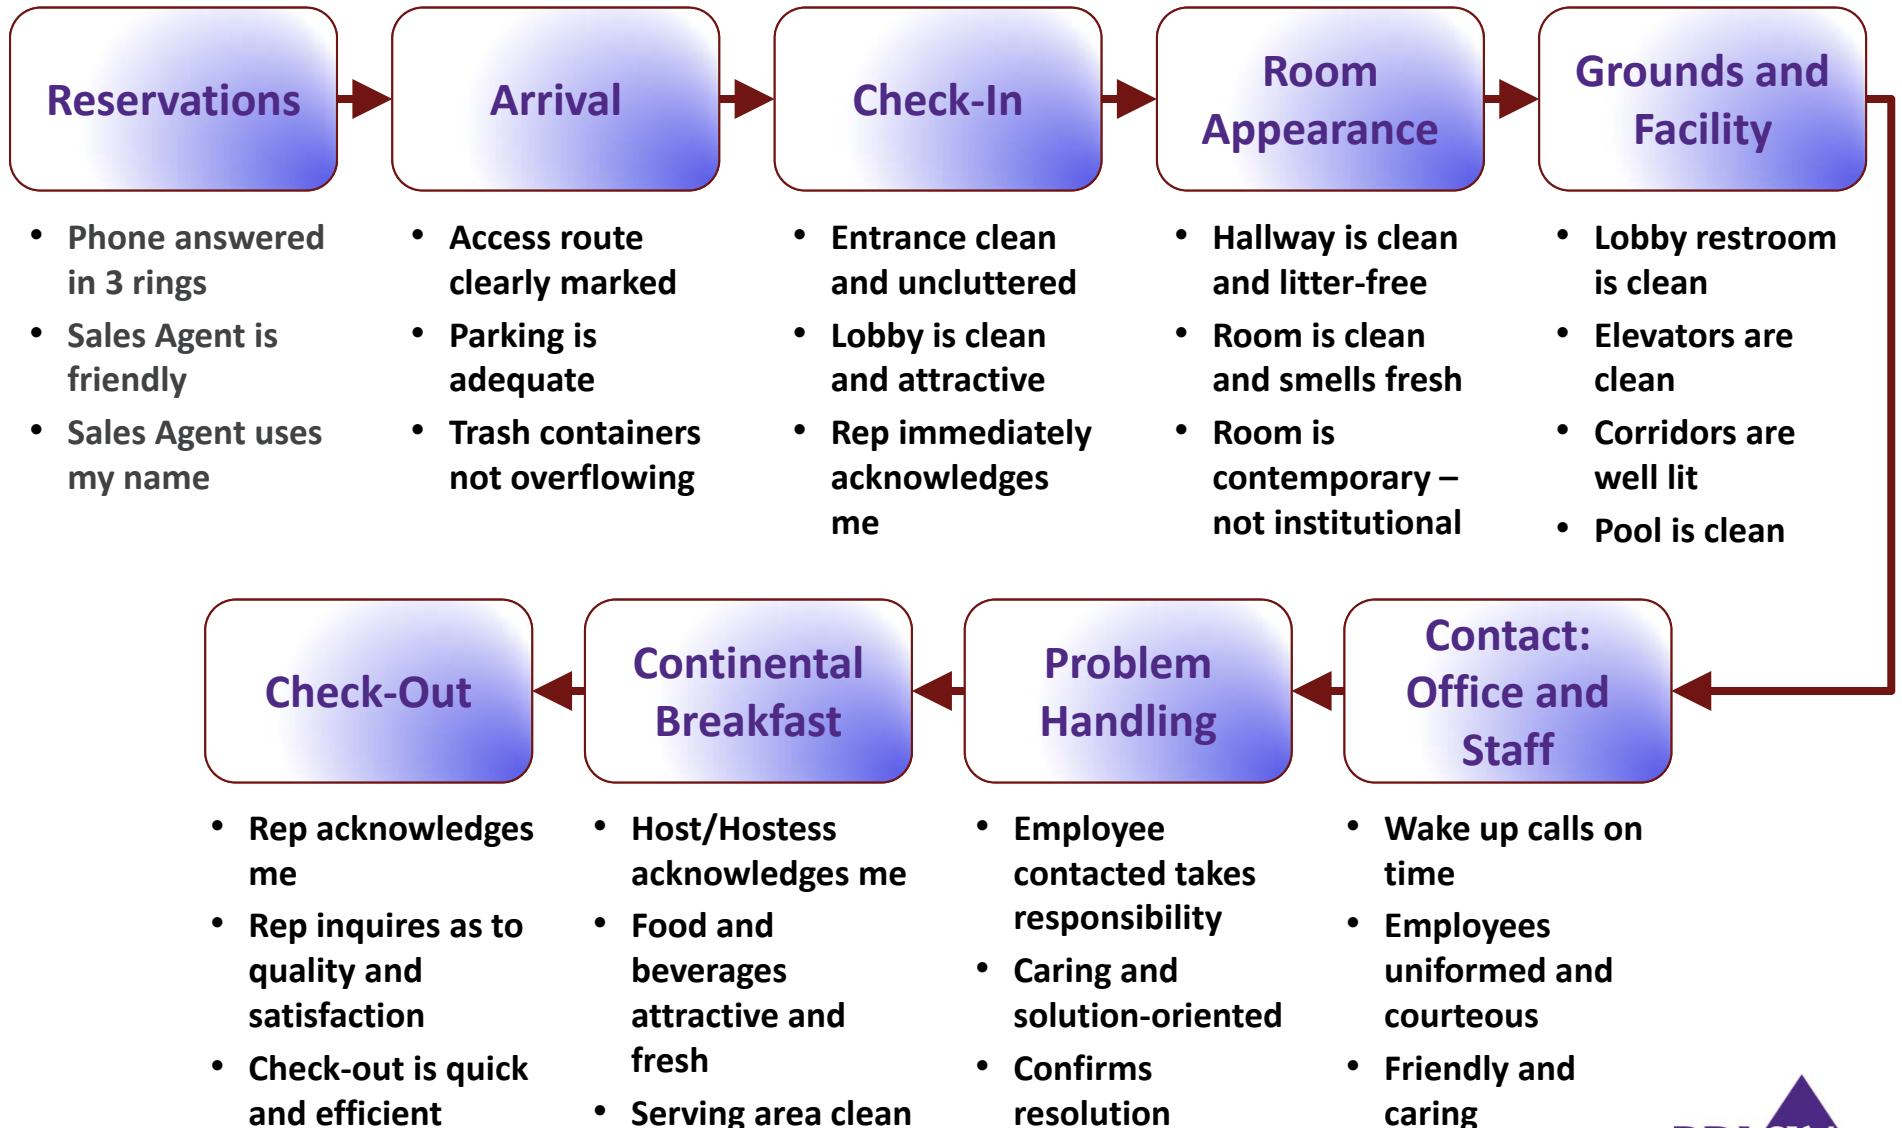 Reservations
Arrival
Check-In
Room
Appearance
Grounds and
Facility
• Phone answered
in 3 rings
• Sales Agent is
friendly
• Sales Agent uses
my name
• Access route
clearly marked
• Parking is
adequate
• Trash containers
not overflowing
• Entrance clean
and uncluttered
• Lobby is clean
and attractive
• Rep immediately
acknowledges
me
• Hallway is clean
and litter-free
• Room is clean
and smells fresh
• Room is
contemporary –
not institutional
• Lobby restroom
is clean
• Elevators are
clean
• Corridors are
well lit
• Pool is clean
Check-Out
Continental
Breakfast
Problem
Handling
Contact:
Office and
Staff
• Rep acknowledges
me
• Rep inquires as to
quality and
satisfaction
• Check-out is quick
and efficient
• Host/Hostess
acknowledges me
• Food and
beverages
attractive and
fresh
• Serving area clean
• Employee
contacted takes
responsibility
• Caring and
solution-oriented
• Confirms
resolution
• Wake up calls on
time
• Employees
uniformed and
courteous
• Friendly and
caring